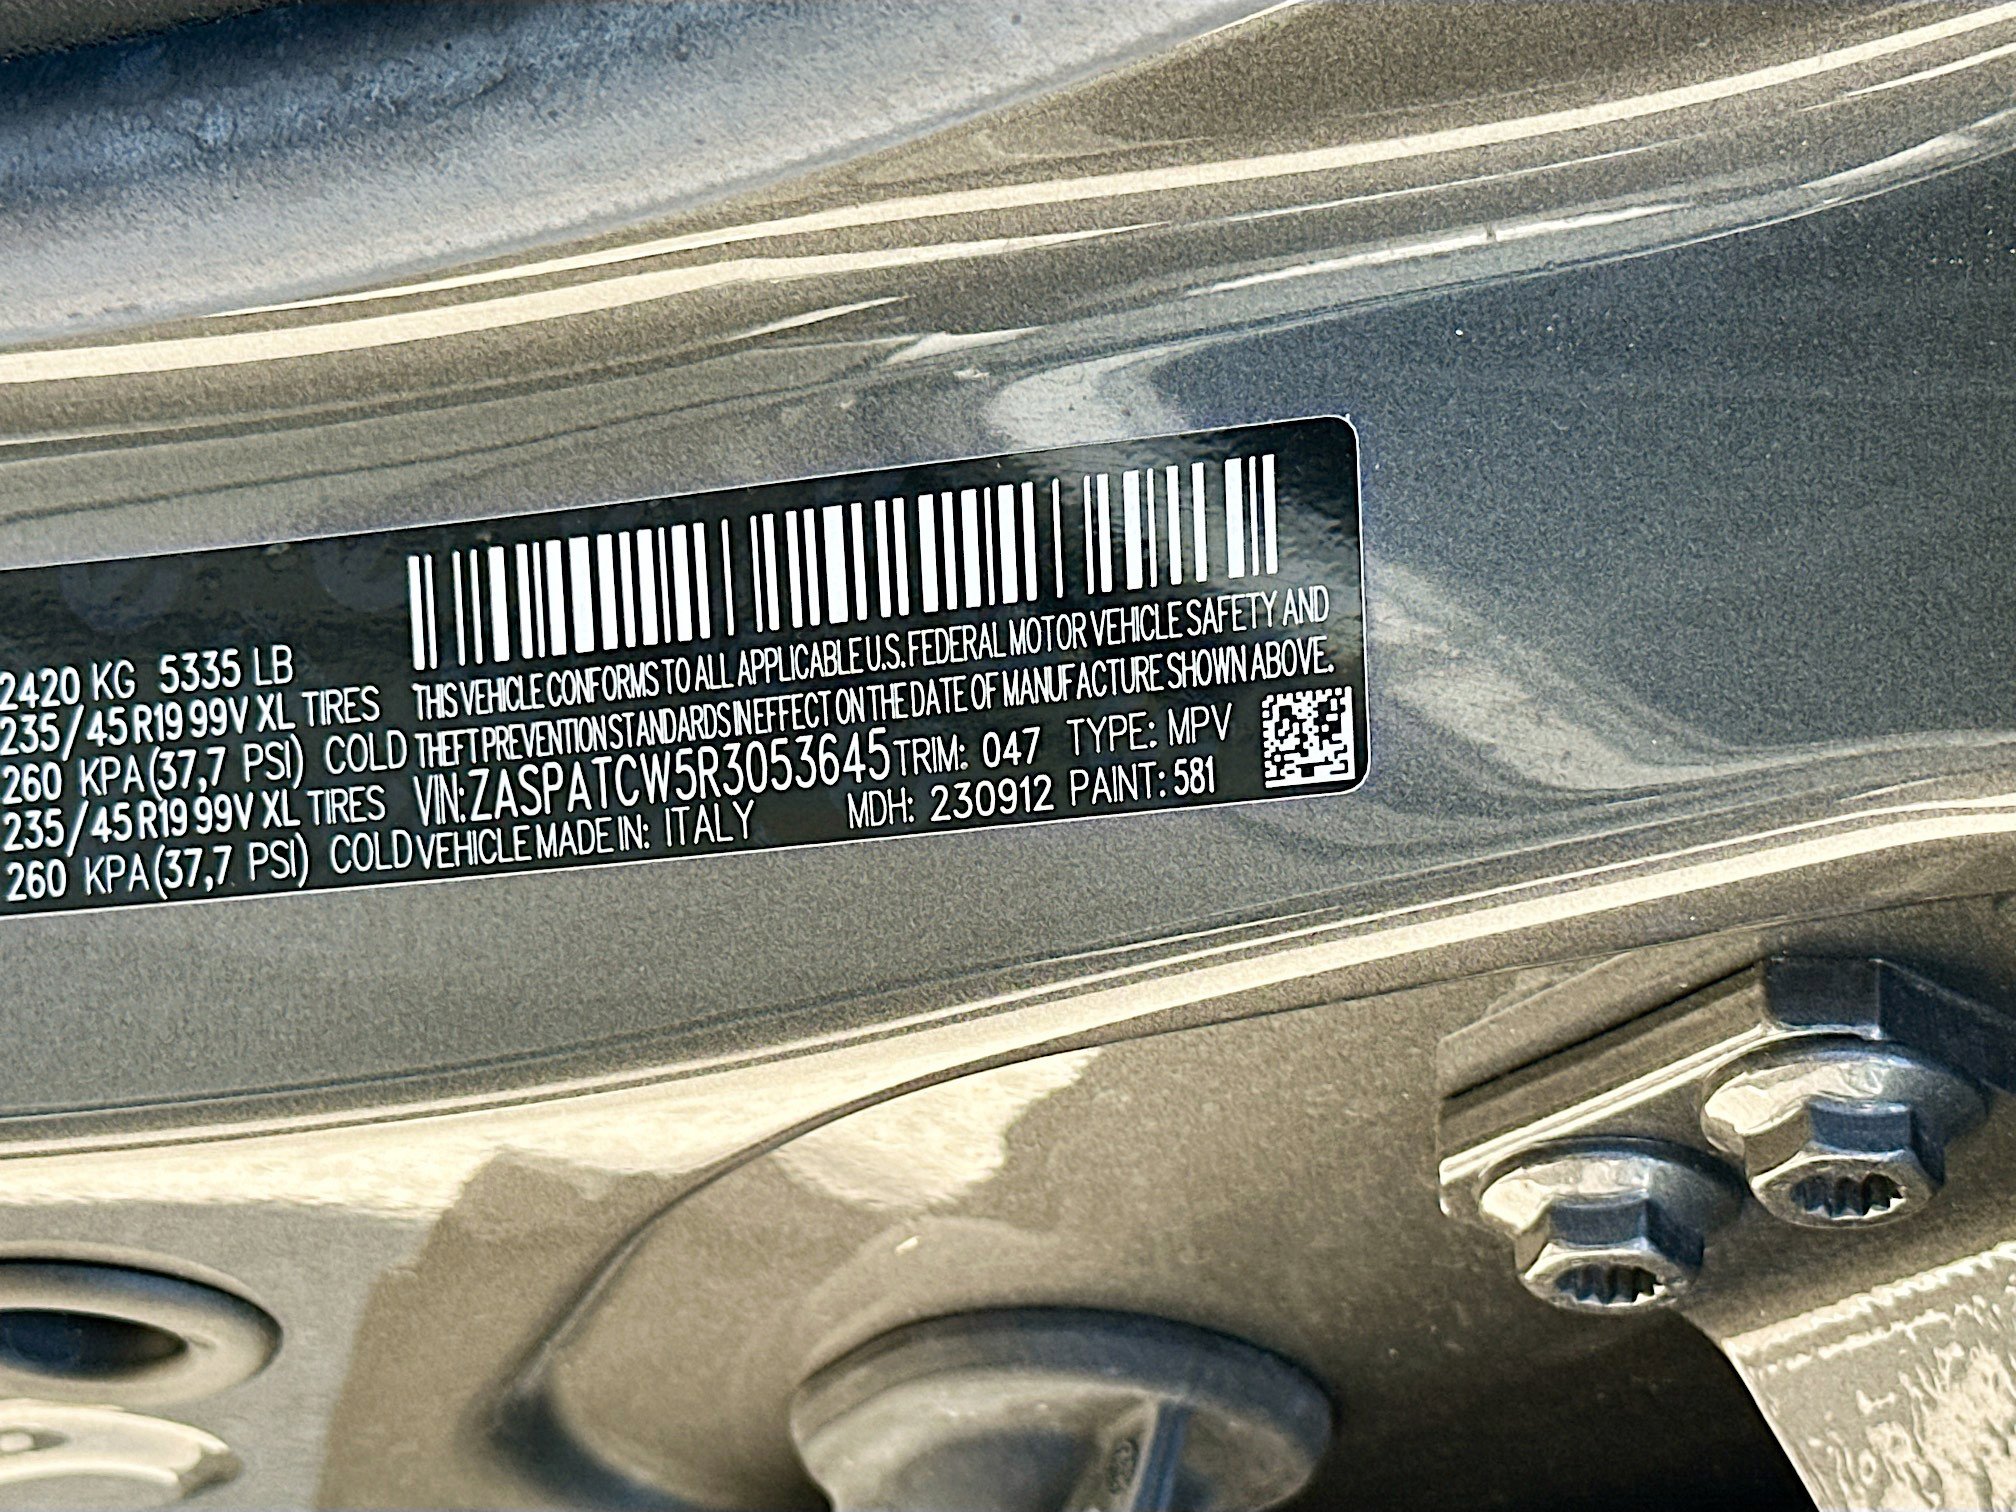 2420 KG 5335 LB
235/45 R19 99V XL TIRES
260 KPA (37,7 PSI) COLD
235/45 R19 99V XL TIRES
260 KPA (37,7 PSI) COLD
THIS VEHICLE CONFORMS TO ALL APPLICABLE U.S. FEDERAL MOTOR VEHICLE SAFETY AND
THEFT PREVENTION STANDARDS IN EFFECT ON THE DATE OF MANUFACTURE SHOWN ABOVE.
VIN: ZASPATCW5R3053645 TRIM: 047 TYPE: MPV
VEHICLE MADE IN: ITALY MDH: 230912 PAINT: 581